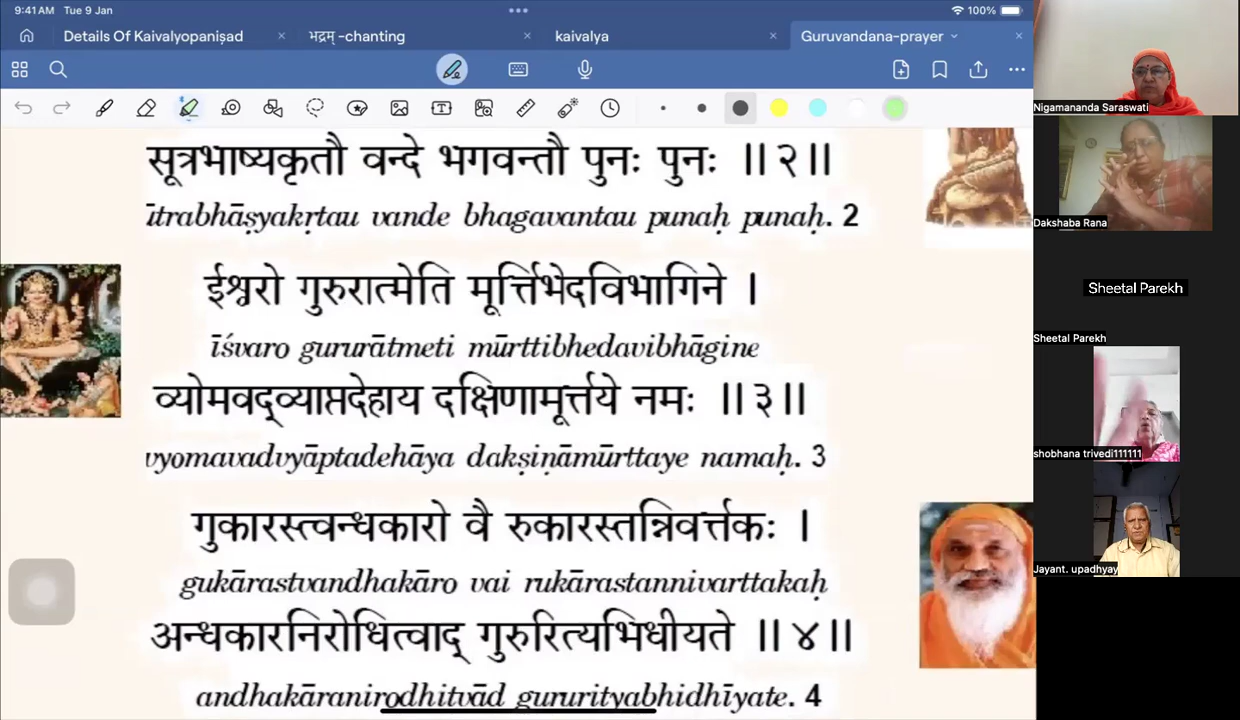 9:41 AM Tue 9 Jan
100%
Details Of Kaivalyopaniṣad
भद्रम् -chanting
kaivalya
Guruvandana-prayer
सूत्रभाष्यकृतौ वन्दे भगवन्तौ पुनः पुनः ॥२॥
ūtrabhāṣyakṛtau vande bhagavantau punaḥ punaḥ. 2
ईश्वरो गुरुरात्मेति मूर्त्तिभेदविभागिने ।
īśvaro gururātmeti mūrttibhedavibhāgine
व्योमवद्‌व्याप्तदेहाय दक्षिणामूर्त्तये नमः ॥३॥
vyomavadvyāptadehāya dakṣiṇāmūrttaye namaḥ. 3
गुकारस्त्वन्धकारो वै रुकारस्तन्निवर्त्तकः ।
gukārastvandhakāro vai rukārastannivarttakaḥ
अन्धकारनिरोधित्वाद् गुरुरित्यभिधीयते ॥४॥
andhakāranirodhitvād gururityabhidhīyate. 4
Nigamananda Saraswati
Dakshaba Rana
Sheetal Parekh
Sheetal Parekh
shobhana trivedi111111
Jayant. upadhyay